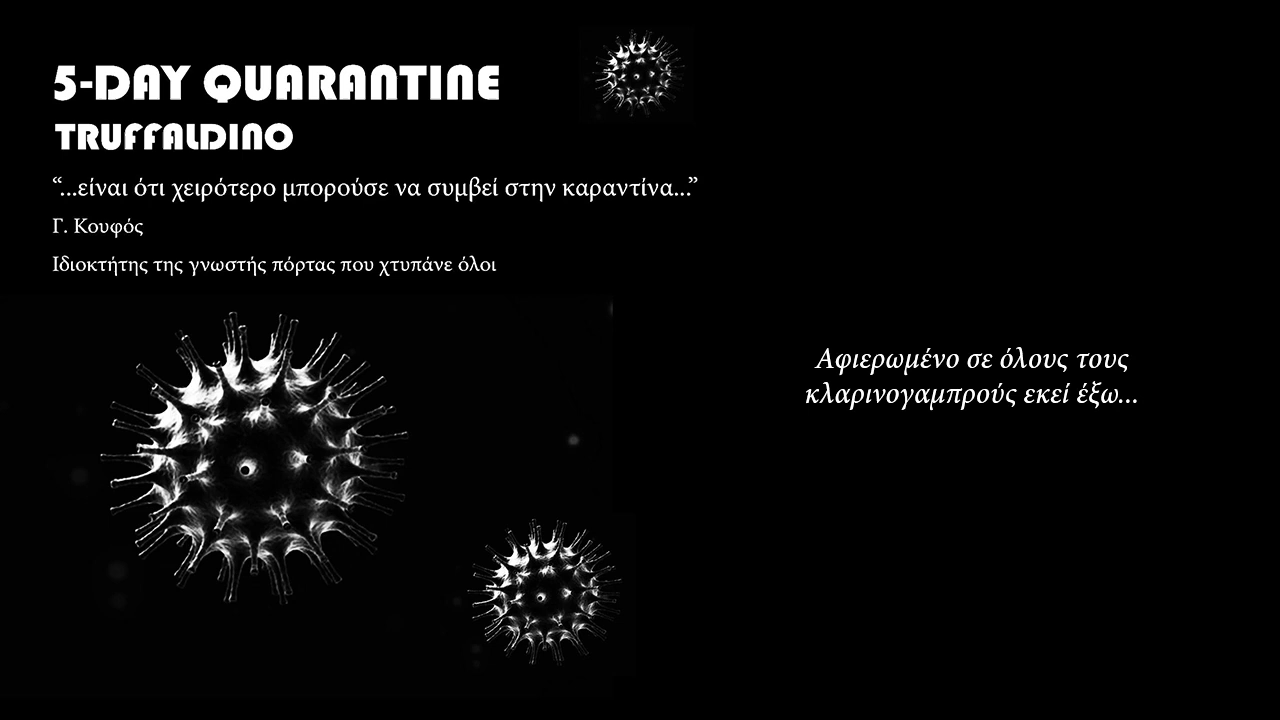 5-DAY QUARANTINE
TRUFFALDINO
“...είναι ότι χειρότερο μπορούσε να συμβεί στην καραντίνα...”
Γ. Κουφός
Ιδιοκτήτης της γνωστής πόρτας που χτυπάνε όλοι
Αφιερωμένο σε όλους τους
κλαρινογαμπρούς εκεί έξω...